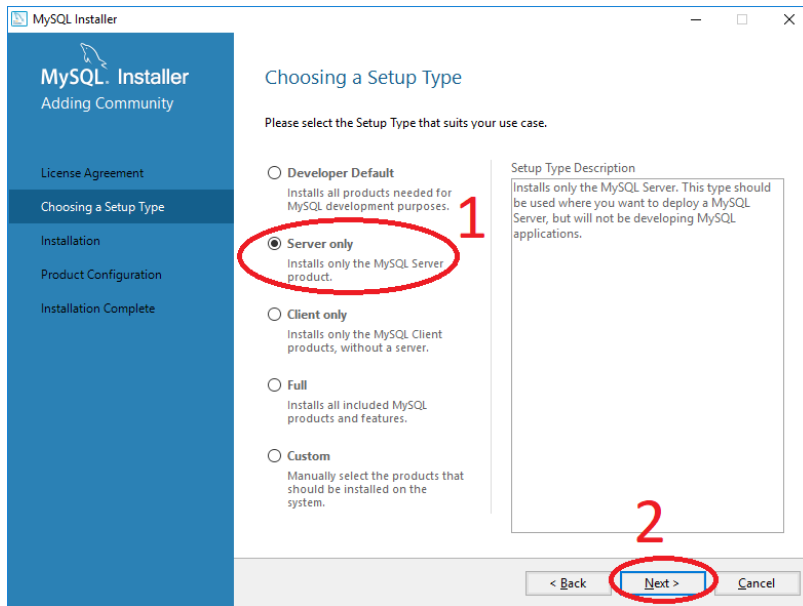 MySQL Installer
MySQL. Installer
Adding Community
License Agreement
Choosing a Setup Type
Installation
Product Configuration
Installation Complete
Choosing a Setup Type
Please select the Setup Type that suits your use case.
Developer Default
Installs all products needed for
MySQL development purposes.
1
Server only
Installs only the MySQL Server
product.
Client only
Installs only the MySQL Client
products, without a server.
Full
Installs all included MySQL
products and features.
Custom
Manually select the products that
should be installed on the
system.
Setup Type Description
Installs only the MySQL Server. This type should
be used where you want to deploy a MySQL
Server, but will not be developing MySQL
applications.
2
< Back
Next >
Cancel